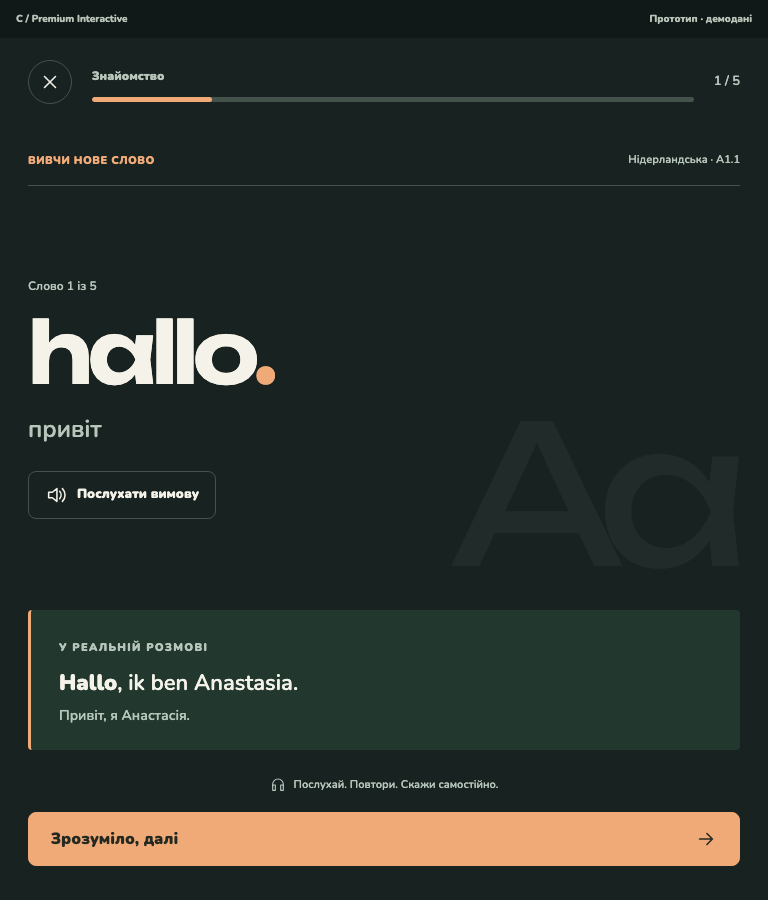 C / Premium Interactive
Прототип · демодані
Знайомство
1 / 5
ВИВЧИ НОВЕ СЛОВО
Нідерландська · A1.1
Слово 1 із 5
hallo.
привіт
Aa
Послухати вимову
У РЕАЛЬНІЙ РОЗМОВІ
Hallo, ik ben Anastasia.
Привіт, я Анастасія.
Послухай. Повтори. Скажи самостійно.
Зрозуміло, далі